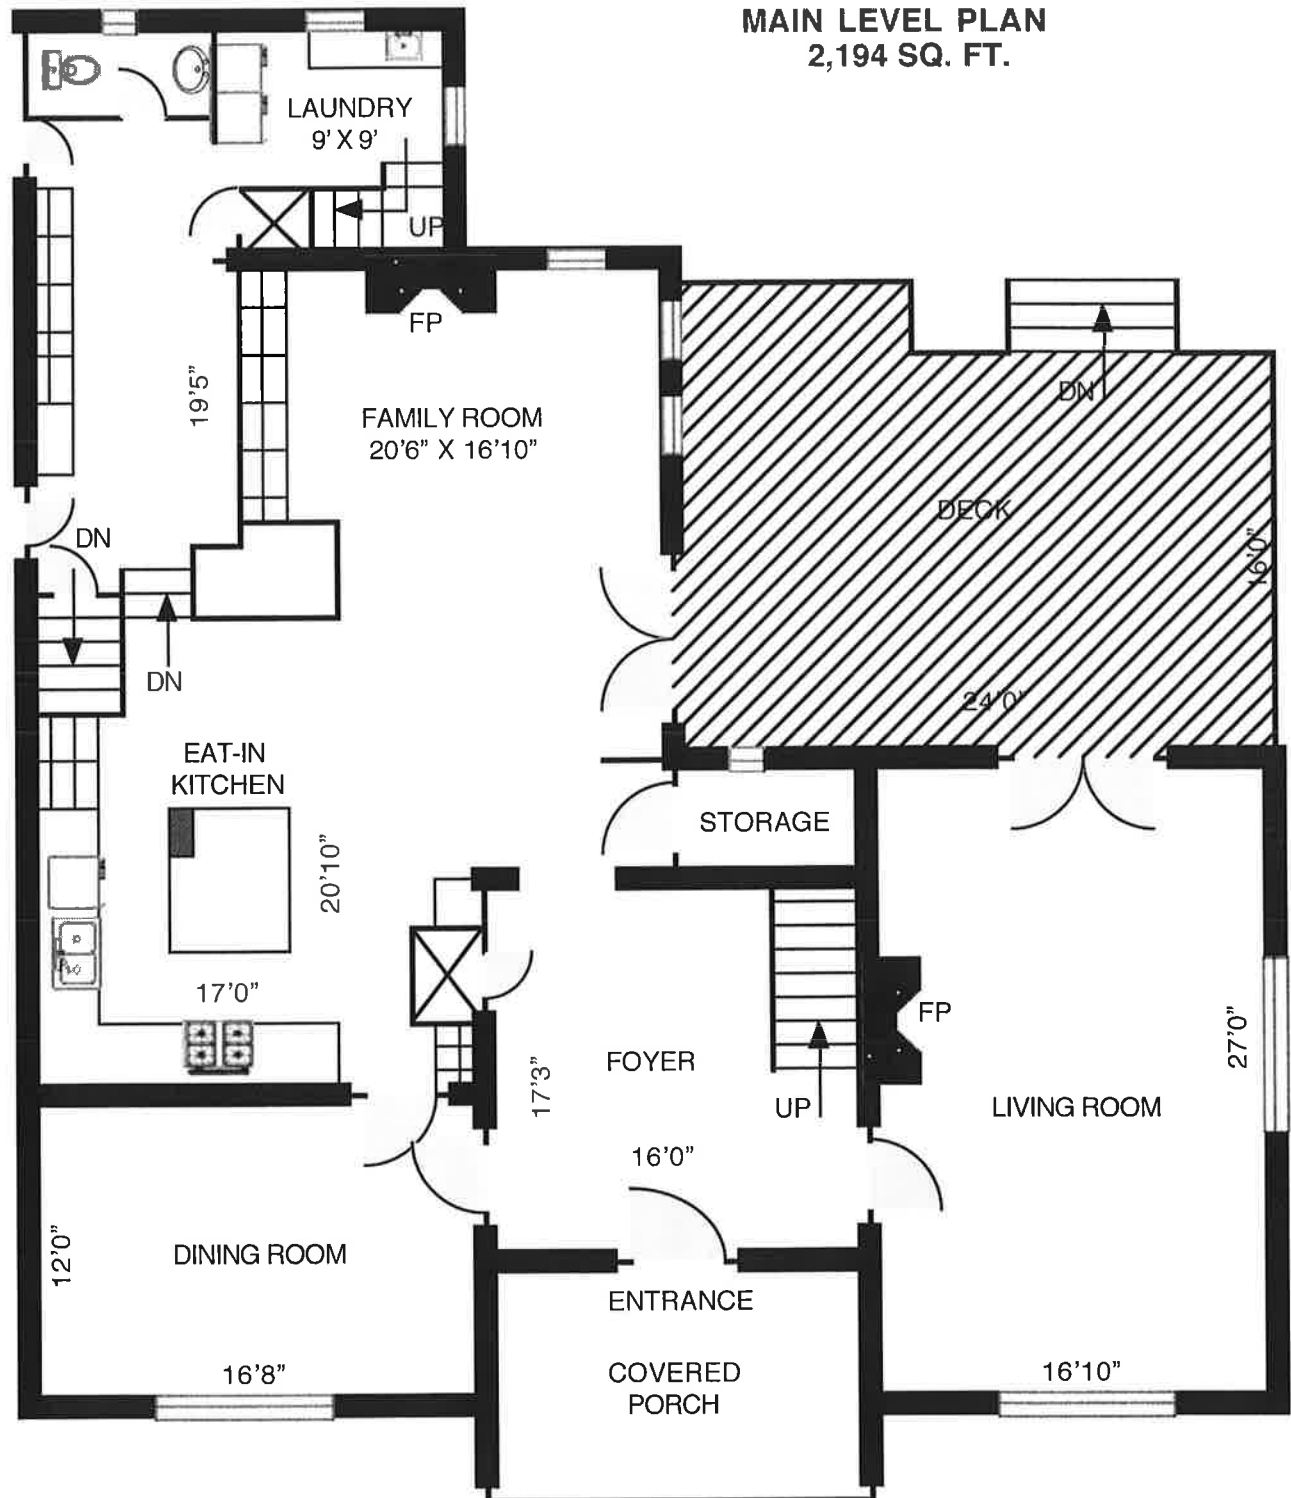 MAIN LEVEL PLAN
2,194 SQ. FT.
LAUNDRY
9' X 9'
UP
FP
19'5"
FAMILY ROOM
20'6" X 16'10"
DN
DECK
16'0"
24'0"
DN
DN
EAT-IN
KITCHEN
20'10"
17'0"
STORAGE
FP
FOYER
17'3"
16'0"
UP
LIVING ROOM
27'0"
16'10"
DINING ROOM
12'0"
16'8"
ENTRANCE
COVERED
PORCH